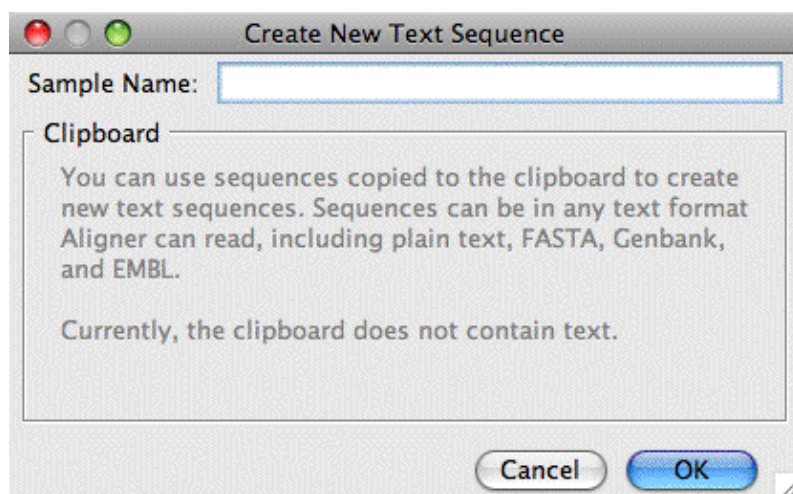 Create New Text Sequence
Sample Name:
Clipboard
You can use sequences copied to the clipboard to create
new text sequences. Sequences can be in any text format
Aligner can read, including plain text, FASTA, Genbank,
and EMBL.
Currently, the clipboard does not contain text.
Cancel OK